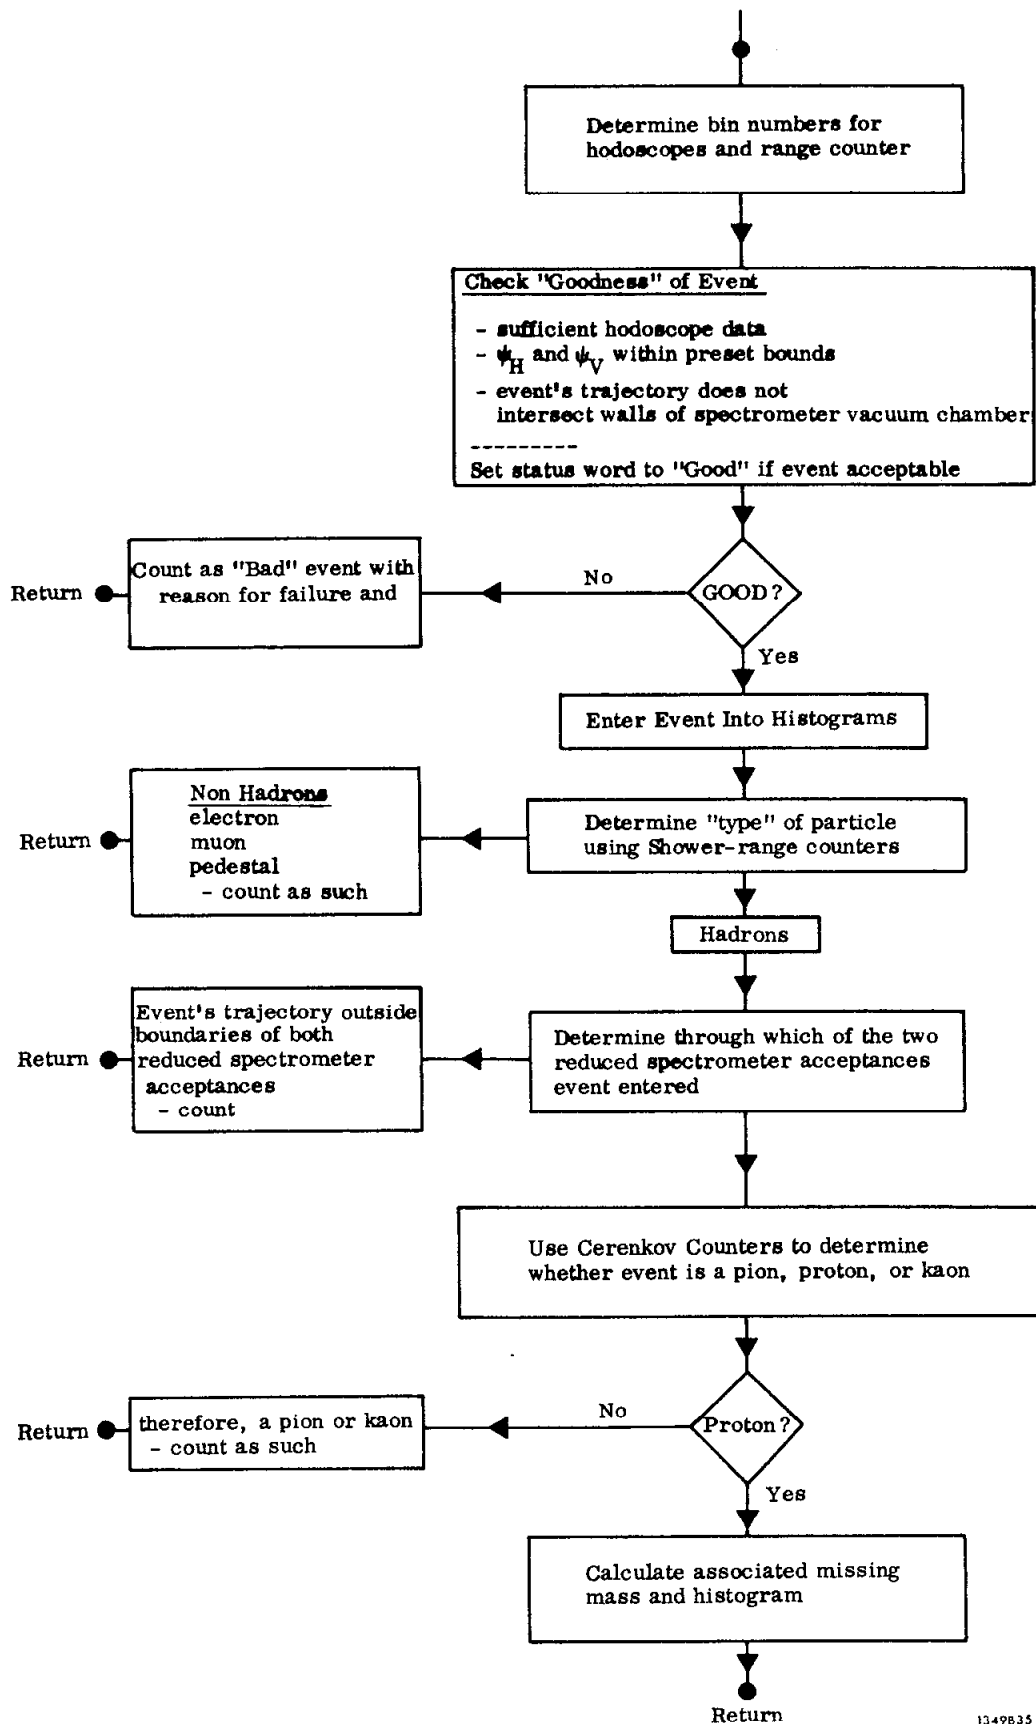 Determine bin numbers for
hodoscopes and range counter
Check "Goodness" of Event
- sufficient hodoscope data
- ψH and ψV within preset bounds
- event's trajectory does not
intersect walls of spectrometer vacuum chamber
---------
Set status word to "Good" if event acceptable
GOOD?
No
Count as "Bad" event with
reason for failure and
Return
Yes
Enter Event Into Histograms
Determine "type" of particle
using Shower-range counters
Non Hadrons
electron
muon
pedestal
- count as such
Return
Hadrons
Determine through which of the two
reduced spectrometer acceptances
event entered
Event's trajectory outside
boundaries of both
reduced spectrometer
acceptances
- count
Return
Use Cerenkov Counters to determine
whether event is a pion, proton, or kaon
Proton?
No
therefore, a pion or kaon
- count as such
Return
Yes
Calculate associated missing
mass and histogram
Return
1349B35